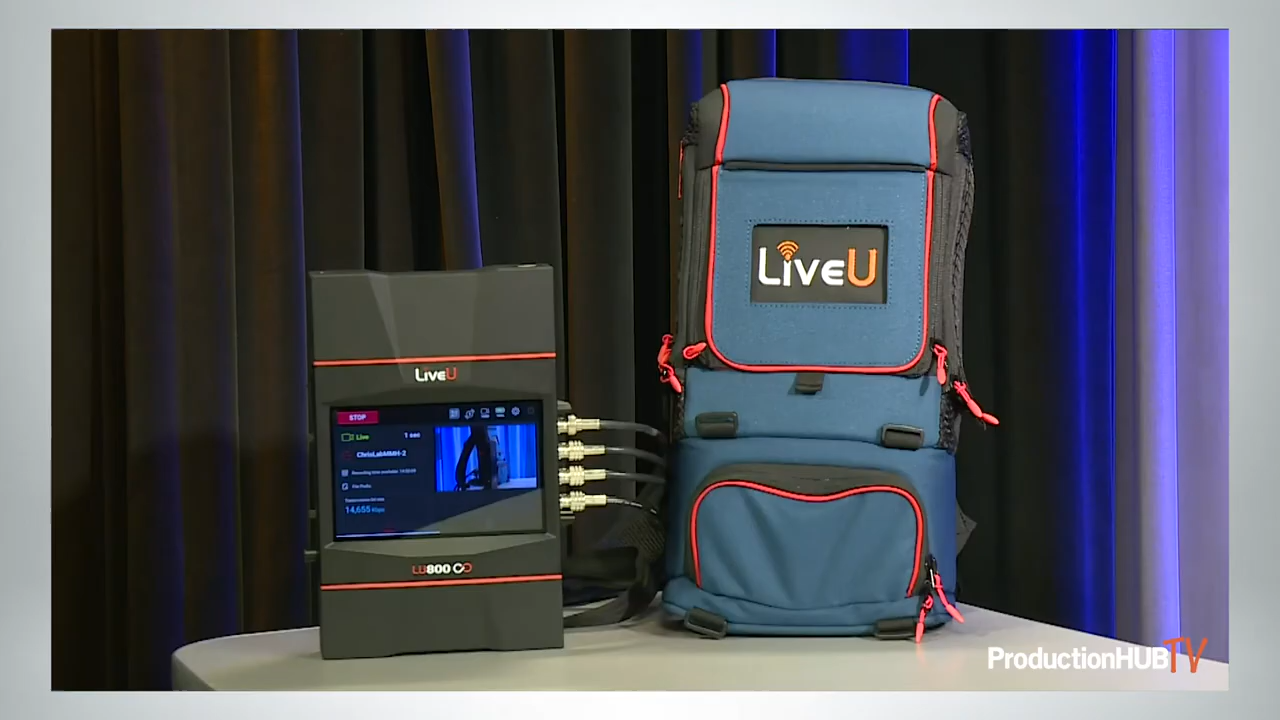 LiveU
LiveU
STOP
Live
1 sec
ChrisLabMMH-2
14,655 Kbps
LU800
ProductionHUBTV